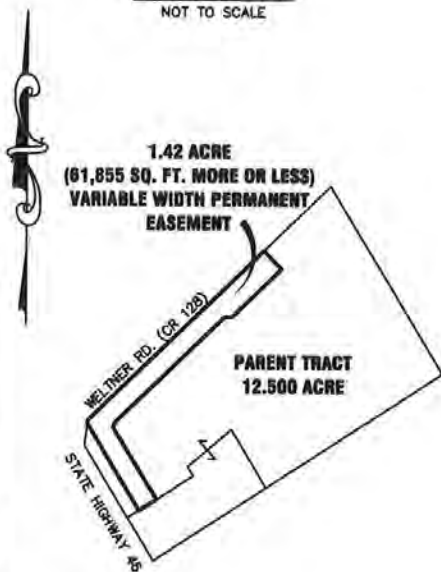 NOT TO SCALE
1.42 ACRE
(61,855 SQ. FT. MORE OR LESS)
VARIABLE WIDTH PERMANENT
EASEMENT
WELTNER RD. (CR 128)
PARENT TRACT
12.500 ACRE
STATE HIGHWAY 46